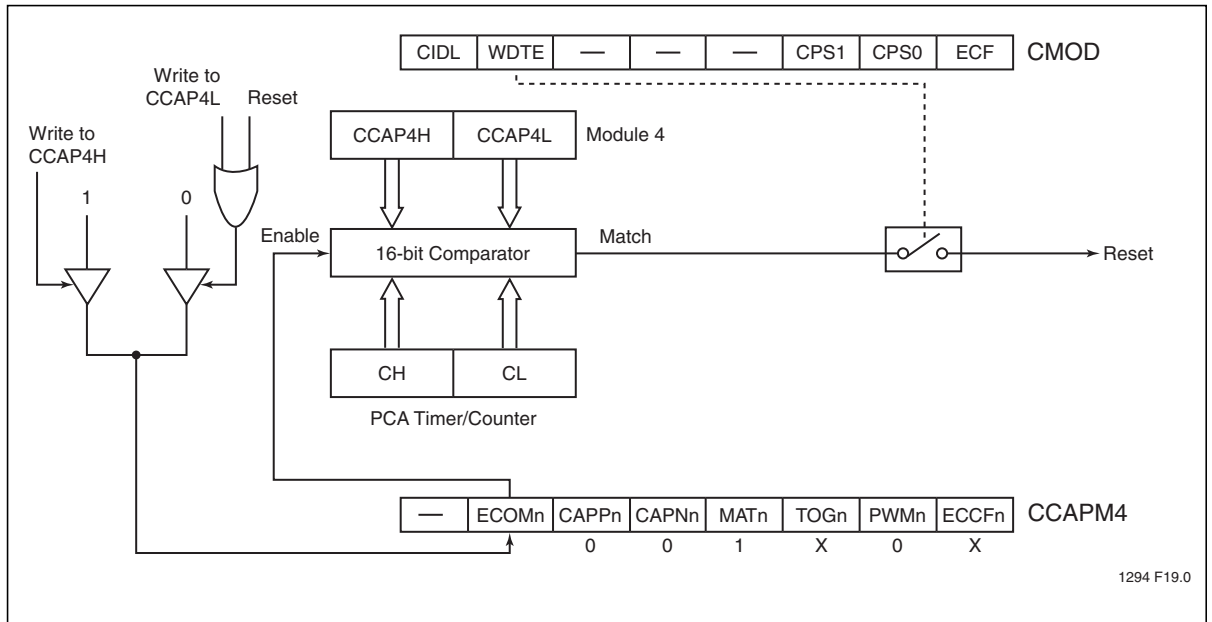 CIDL WDTE — — — CPS1 CPS0 ECF CMOD
Write to
CCAP4L
Reset
Write to
CCAP4H
1
0
CCAP4H CCAP4L Module 4
Enable
16-bit Comparator
Match
Reset
CH CL
PCA Timer/Counter
— ECOMn CAPPn CAPNn MATn TOGn PWMn ECCFn CCAPM4
0 0 1 X 0 X
1294 F19.0